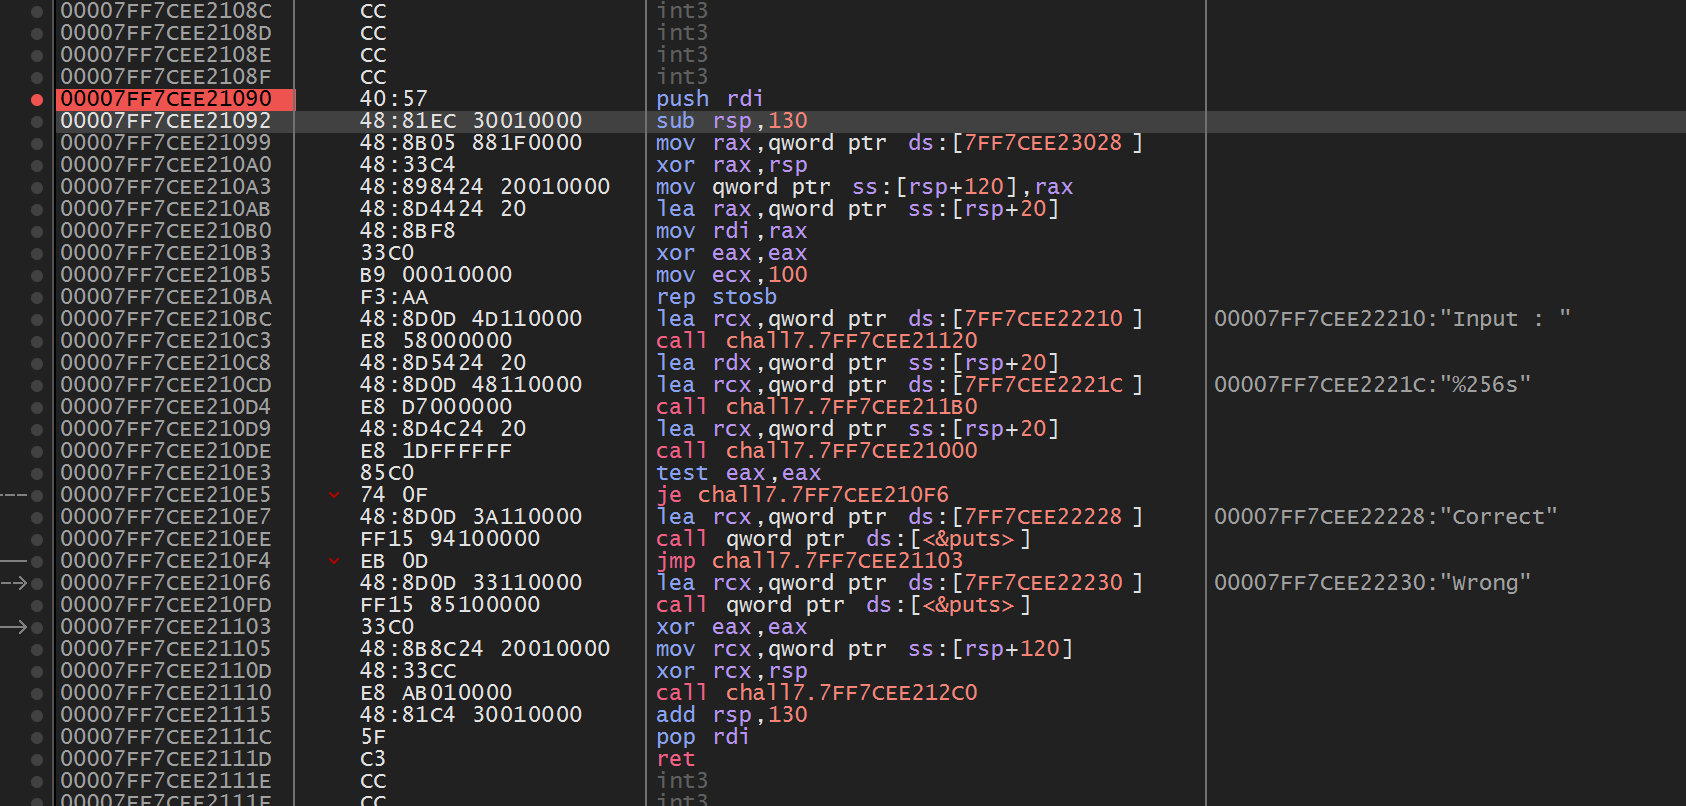 00007FF7CEE2108C CC int3
00007FF7CEE2108D CC int3
00007FF7CEE2108E CC int3
00007FF7CEE2108F CC int3
00007FF7CEE21090 40:57 push rdi
00007FF7CEE21092 48:81EC 30010000 sub rsp,130
00007FF7CEE21099 48:8B05 881F0000 mov rax,qword ptr ds:[7FF7CEE23028]
00007FF7CEE210A0 48:33C4 xor rax,rsp
00007FF7CEE210A3 48:898424 20010000 mov qword ptr ss:[rsp+120],rax
00007FF7CEE210AB 48:8D4424 20 lea rax,qword ptr ss:[rsp+20]
00007FF7CEE210B0 48:8BF8 mov rdi,rax
00007FF7CEE210B3 33C0 xor eax,eax
00007FF7CEE210B5 B9 00010000 mov ecx,100
00007FF7CEE210BA F3:AA rep stosb
00007FF7CEE210BC 48:8D0D 4D110000 lea rcx,qword ptr ds:[7FF7CEE22210] 00007FF7CEE22210:"Input : "
00007FF7CEE210C3 E8 58000000 call chall7.7FF7CEE21120
00007FF7CEE210C8 48:8D5424 20 lea rdx,qword ptr ss:[rsp+20]
00007FF7CEE210CD 48:8D0D 48110000 lea rcx,qword ptr ds:[7FF7CEE2221C] 00007FF7CEE2221C:"%256s"
00007FF7CEE210D4 E8 D7000000 call chall7.7FF7CEE211B0
00007FF7CEE210D9 48:8D4C24 20 lea rcx,qword ptr ss:[rsp+20]
00007FF7CEE210DE E8 1DFFFFFF call chall7.7FF7CEE21000
00007FF7CEE210E3 85C0 test eax,eax
00007FF7CEE210E5 74 0F je chall7.7FF7CEE210F6
00007FF7CEE210E7 48:8D0D 3A110000 lea rcx,qword ptr ds:[7FF7CEE22228] 00007FF7CEE22228:"Correct"
00007FF7CEE210EE FF15 94100000 call qword ptr ds:[<&puts>]
00007FF7CEE210F4 EB 0D jmp chall7.7FF7CEE21103
00007FF7CEE210F6 48:8D0D 33110000 lea rcx,qword ptr ds:[7FF7CEE22230] 00007FF7CEE22230:"Wrong"
00007FF7CEE210FD FF15 85100000 call qword ptr ds:[<&puts>]
00007FF7CEE21103 33C0 xor eax,eax
00007FF7CEE21105 48:8B8C24 20010000 mov rcx,qword ptr ss:[rsp+120]
00007FF7CEE2110D 48:33CC xor rcx,rsp
00007FF7CEE21110 E8 AB010000 call chall7.7FF7CEE212C0
00007FF7CEE21115 48:81C4 30010000 add rsp,130
00007FF7CEE2111C 5F pop rdi
00007FF7CEE2111D C3 ret
00007FF7CEE2111E CC int3
00007FF7CEE2111F CC int3